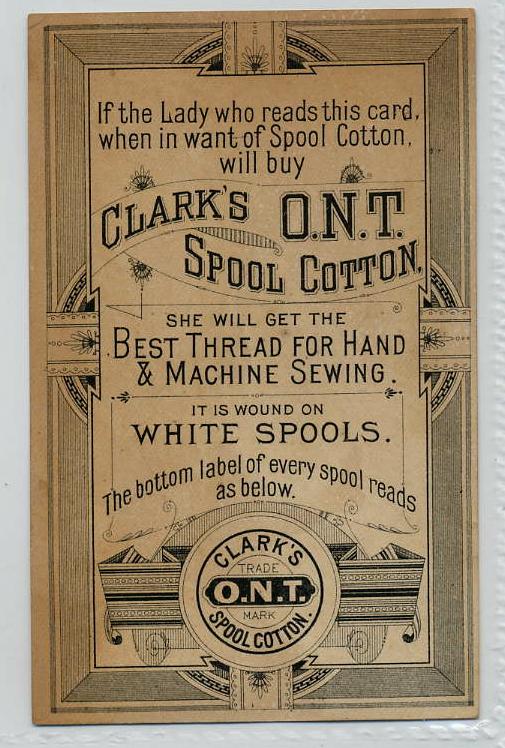 If the Lady who reads this card,
when in want of Spool Cotton,
will buy
CLARK'S O.N.T.
SPOOL COTTON,
SHE WILL GET THE
BEST THREAD FOR HAND
& MACHINE SEWING.
IT IS WOUND ON
WHITE SPOOLS.
The bottom label of every spool reads
as below.
CLARK'S
TRADE
O.N.T.
MARK
SPOOL COTTON.